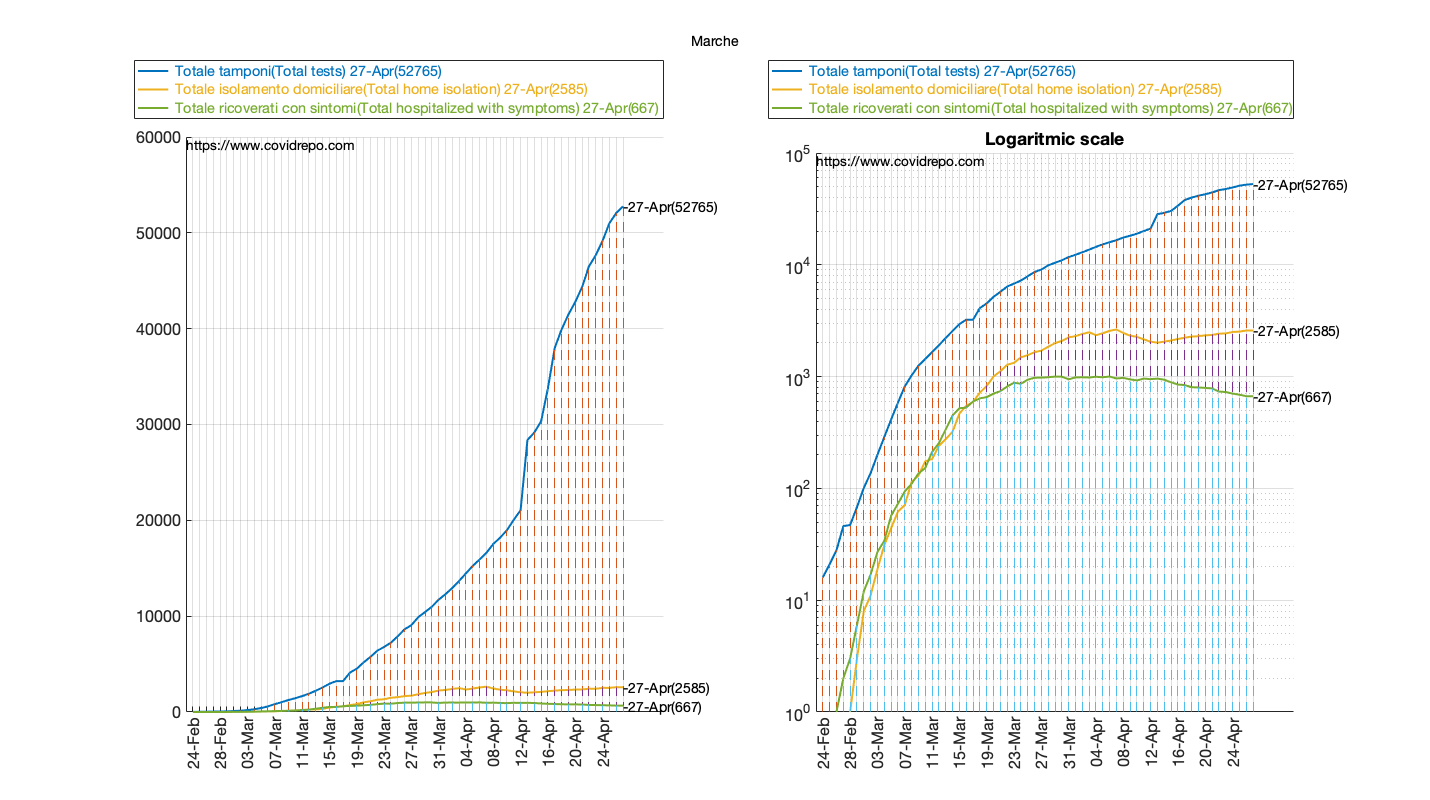 Marche
Totale tamponi(Total tests) 27-Apr(52765)
Totale isolamento domiciliare(Total home isolation) 27-Apr(2585)
Totale ricoverati con sintomi(Total hospitalized with symptoms) 27-Apr(667)
60000
50000
40000
30000
20000
10000
0
https://www.covidrepo.com
-27-Apr(52765)
-27-Apr(2585)
-27-Apr(667)
24-Feb
28-Feb
03-Mar
07-Mar
11-Mar
15-Mar
19-Mar
23-Mar
27-Mar
31-Mar
04-Apr
08-Apr
12-Apr
16-Apr
20-Apr
24-Apr
Totale tamponi(Total tests) 27-Apr(52765)
Totale isolamento domiciliare(Total home isolation) 27-Apr(2585)
Totale ricoverati con sintomi(Total hospitalized with symptoms) 27-Apr(667)
Logaritmic scale
10^5
10^4
10^3
10^2
10^1
10^0
https://www.covidrepo.com
-27-Apr(52765)
-27-Apr(2585)
-27-Apr(667)
24-Feb
28-Feb
03-Mar
07-Mar
11-Mar
15-Mar
19-Mar
23-Mar
27-Mar
31-Mar
04-Apr
08-Apr
12-Apr
16-Apr
20-Apr
24-Apr